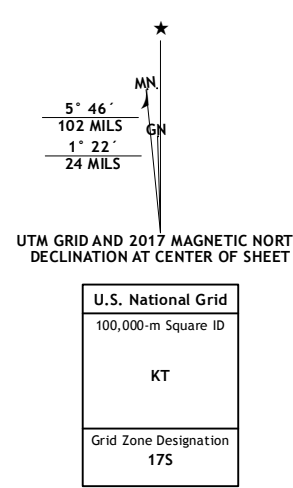 MN
5° 46´
102 MILS
GN
1° 22´
24 MILS
UTM GRID AND 2017 MAGNETIC NORT
DECLINATION AT CENTER OF SHEET
U.S. National Grid
100,000-m Square ID
KT
Grid Zone Designation
17S